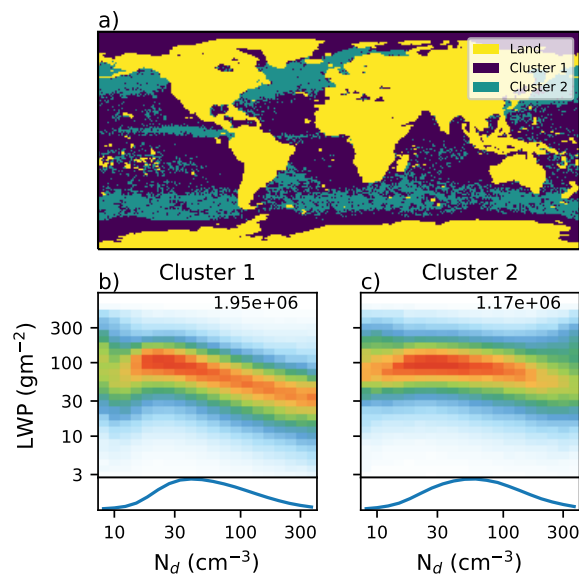 a)
Land
Cluster 1
Cluster 2
b) Cluster 1
c) Cluster 2
1.95e+06
1.17e+06
300
100
30
10
3
LWP (gm⁻²)
10 30 100 300
10 30 100 300
N_d (cm⁻³)
N_d (cm⁻³)